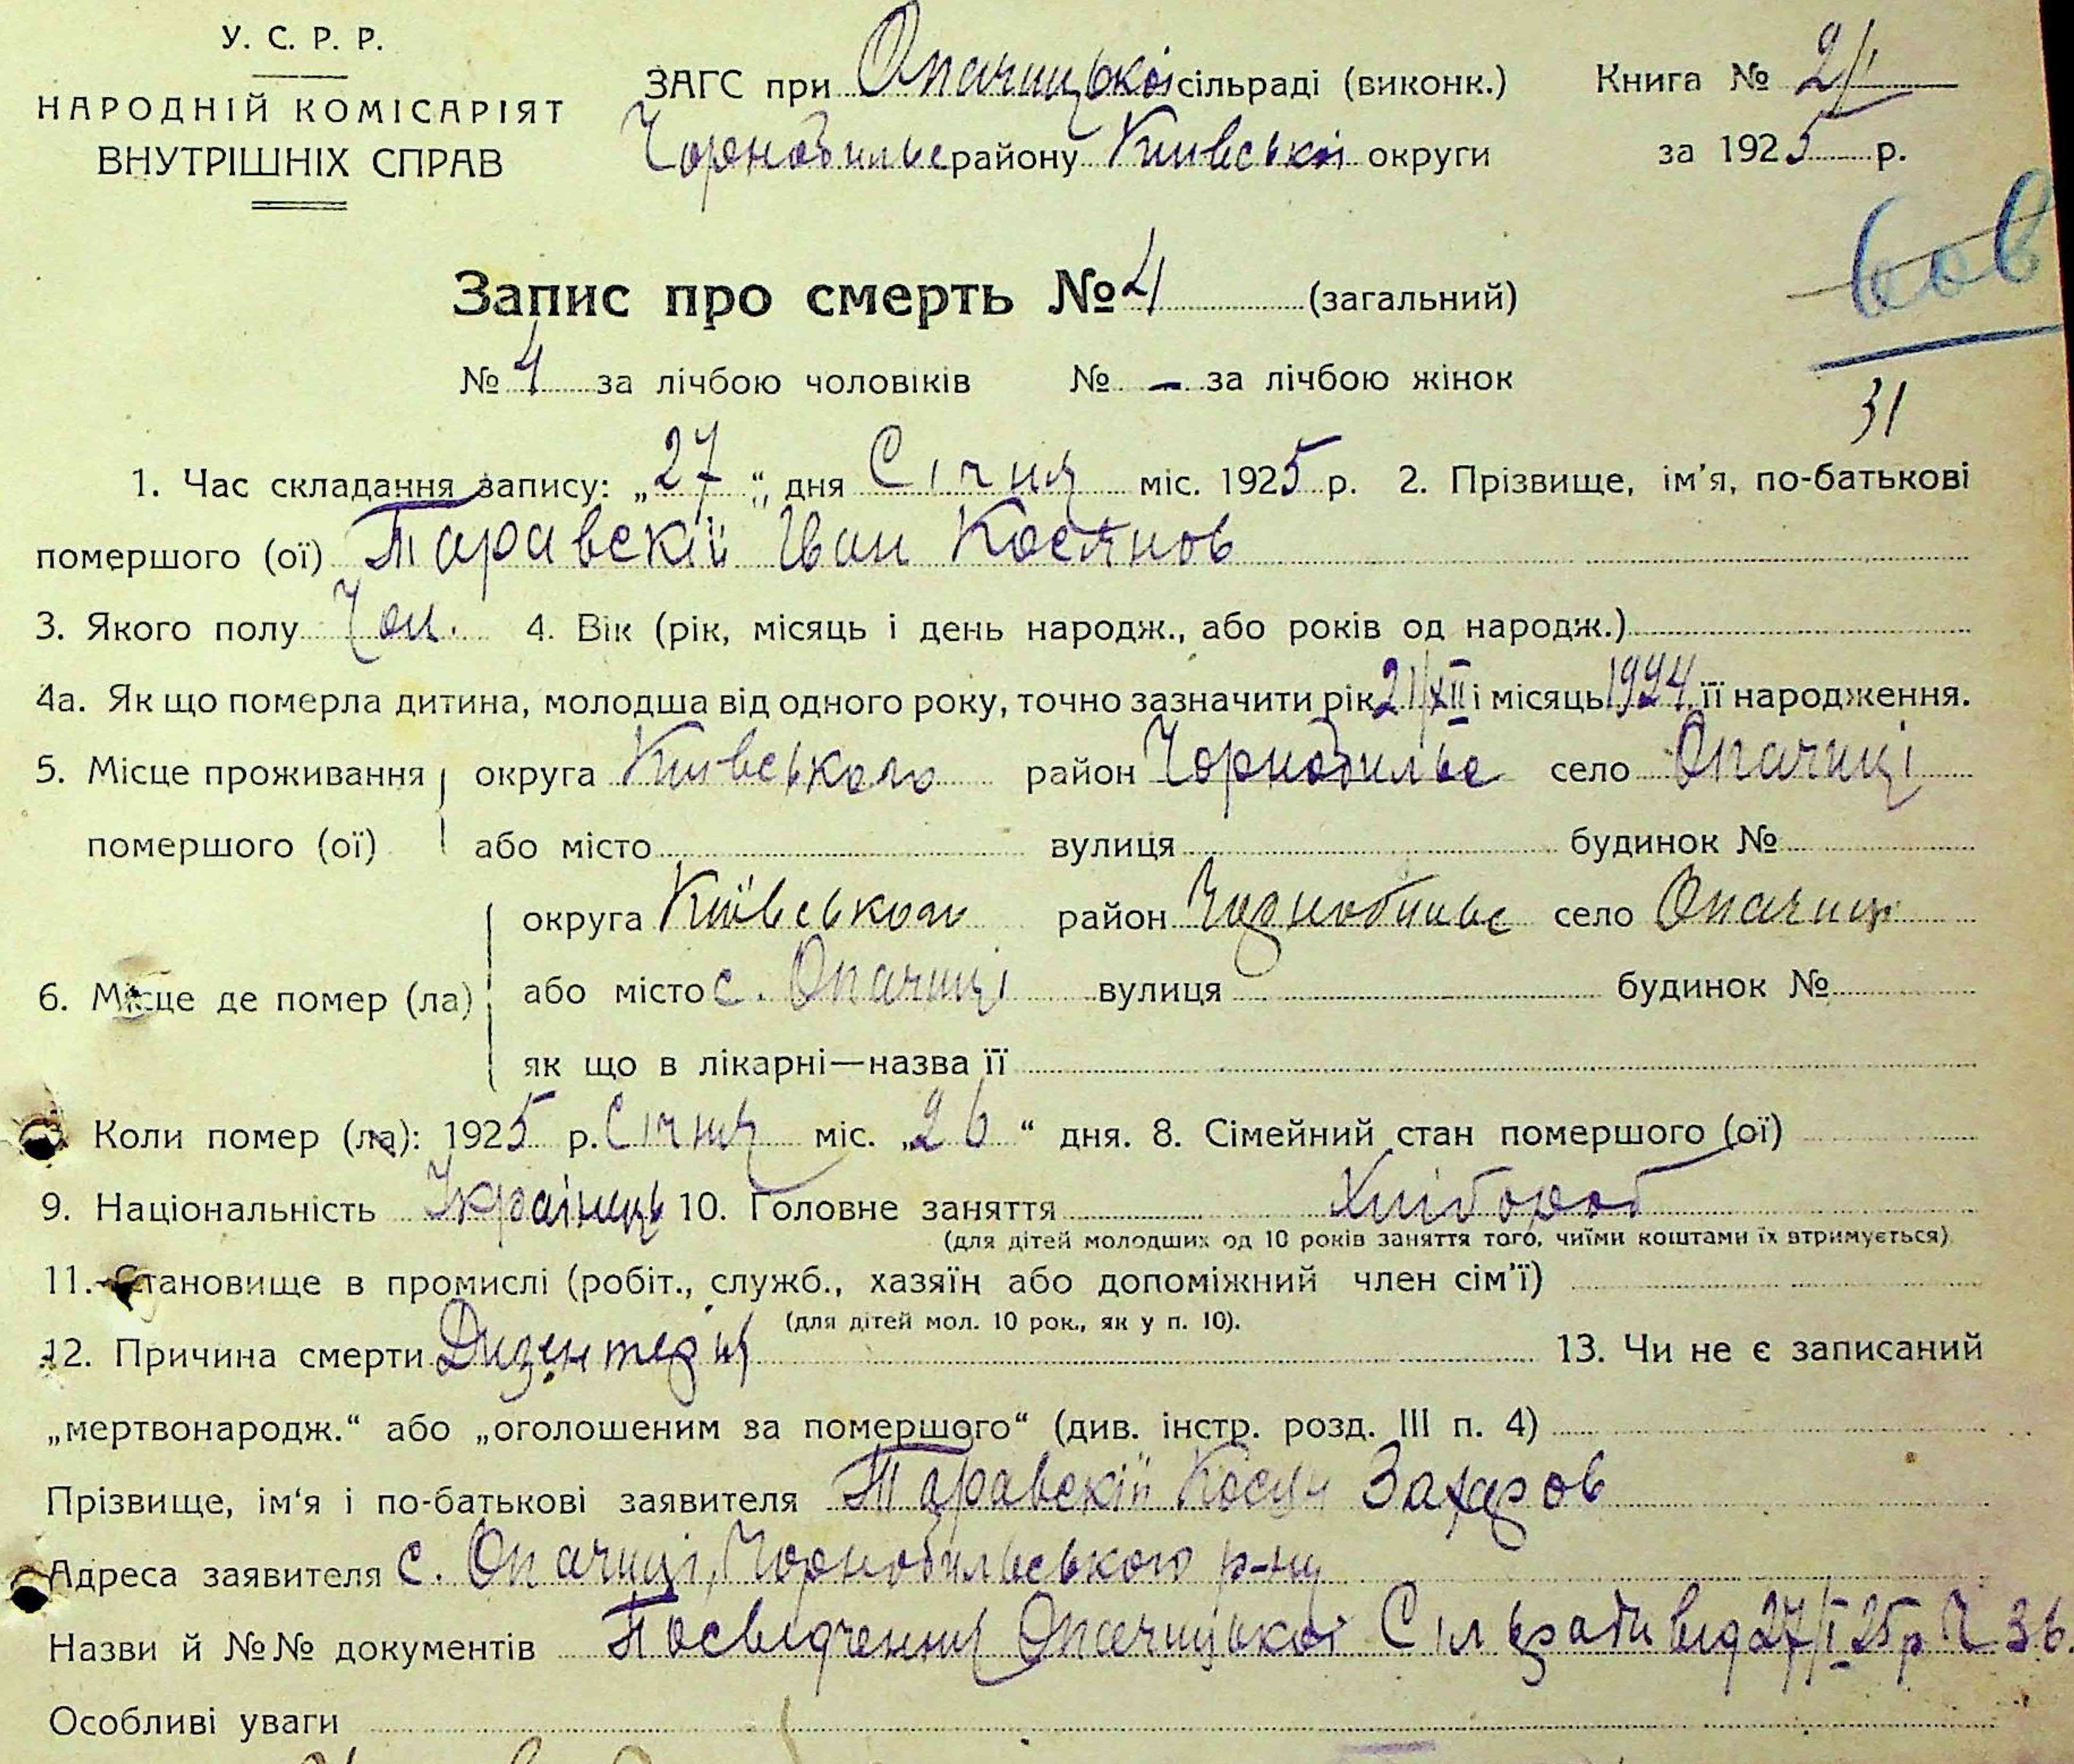 У. С. Р. Р.
НАРОДНІЙ КОМІСАРІЯТ
ВНУТРІШНІХ СПРАВ
ЗАГС при Опачицькоі сільраді (виконк.)
Чорнобильс району Київськоі округи
Книга №
за 1925 р.
Запис про смерть № 4 (загальний)
№ 4 за лічбою чоловіків № – за лічбою жінок
31
1. Час складання запису: „27“ дня Січня міс. 1925 р. 2. Прізвище, ім'я, по-батькові
помершого (ої) Таравскій Іван Косянов
3. Якого полу Чол. 4. Вік (рік, місяць і день народж., або років од народж.)
4а. Як що померла дитина, молодша від одного року, точно зазначити рік 21/XII і місяць 1924 її народження.
5. Місце проживання помершого (ої) округа Київського район Чорнобильс село Опачиці
або місто вулиця будинок №
6. Місце де помер (ла) округа Київського район Чорнобильс село Опачиці
або місто с. Опачиці вулиця будинок №
як що в лікарні—назва її
Коли помер (ла): 1925 р. Січня міс. „26“ дня. 8. Сімейний стан помершого (ої)
9. Національність Українець 10. Головне заняття Хлібороб
(для дітей молодших од 10 років заняття того, чиїми коштами їх втримується)
11. Становище в промислі (робіт., служб., хазяїн або допоміжний член сім'ї)
(для дітей мол. 10 рок., як у п. 10).
12. Причина смерти Дизентерия 13. Чи не є записаний
„мертвонародж.“ або „оголошеним за помершого“ (див. інстр. розд. III п. 4)
Прізвище, ім'я і по-батькові заявителя Таравскій Косян Захаров
Адреса заявителя с. Опачиці, Чорнобильського р-ну
Назви й №№ документів Посвідчення Опачицькоі Сільради від 27/I 25 р Ч 36.
Особливі уваги